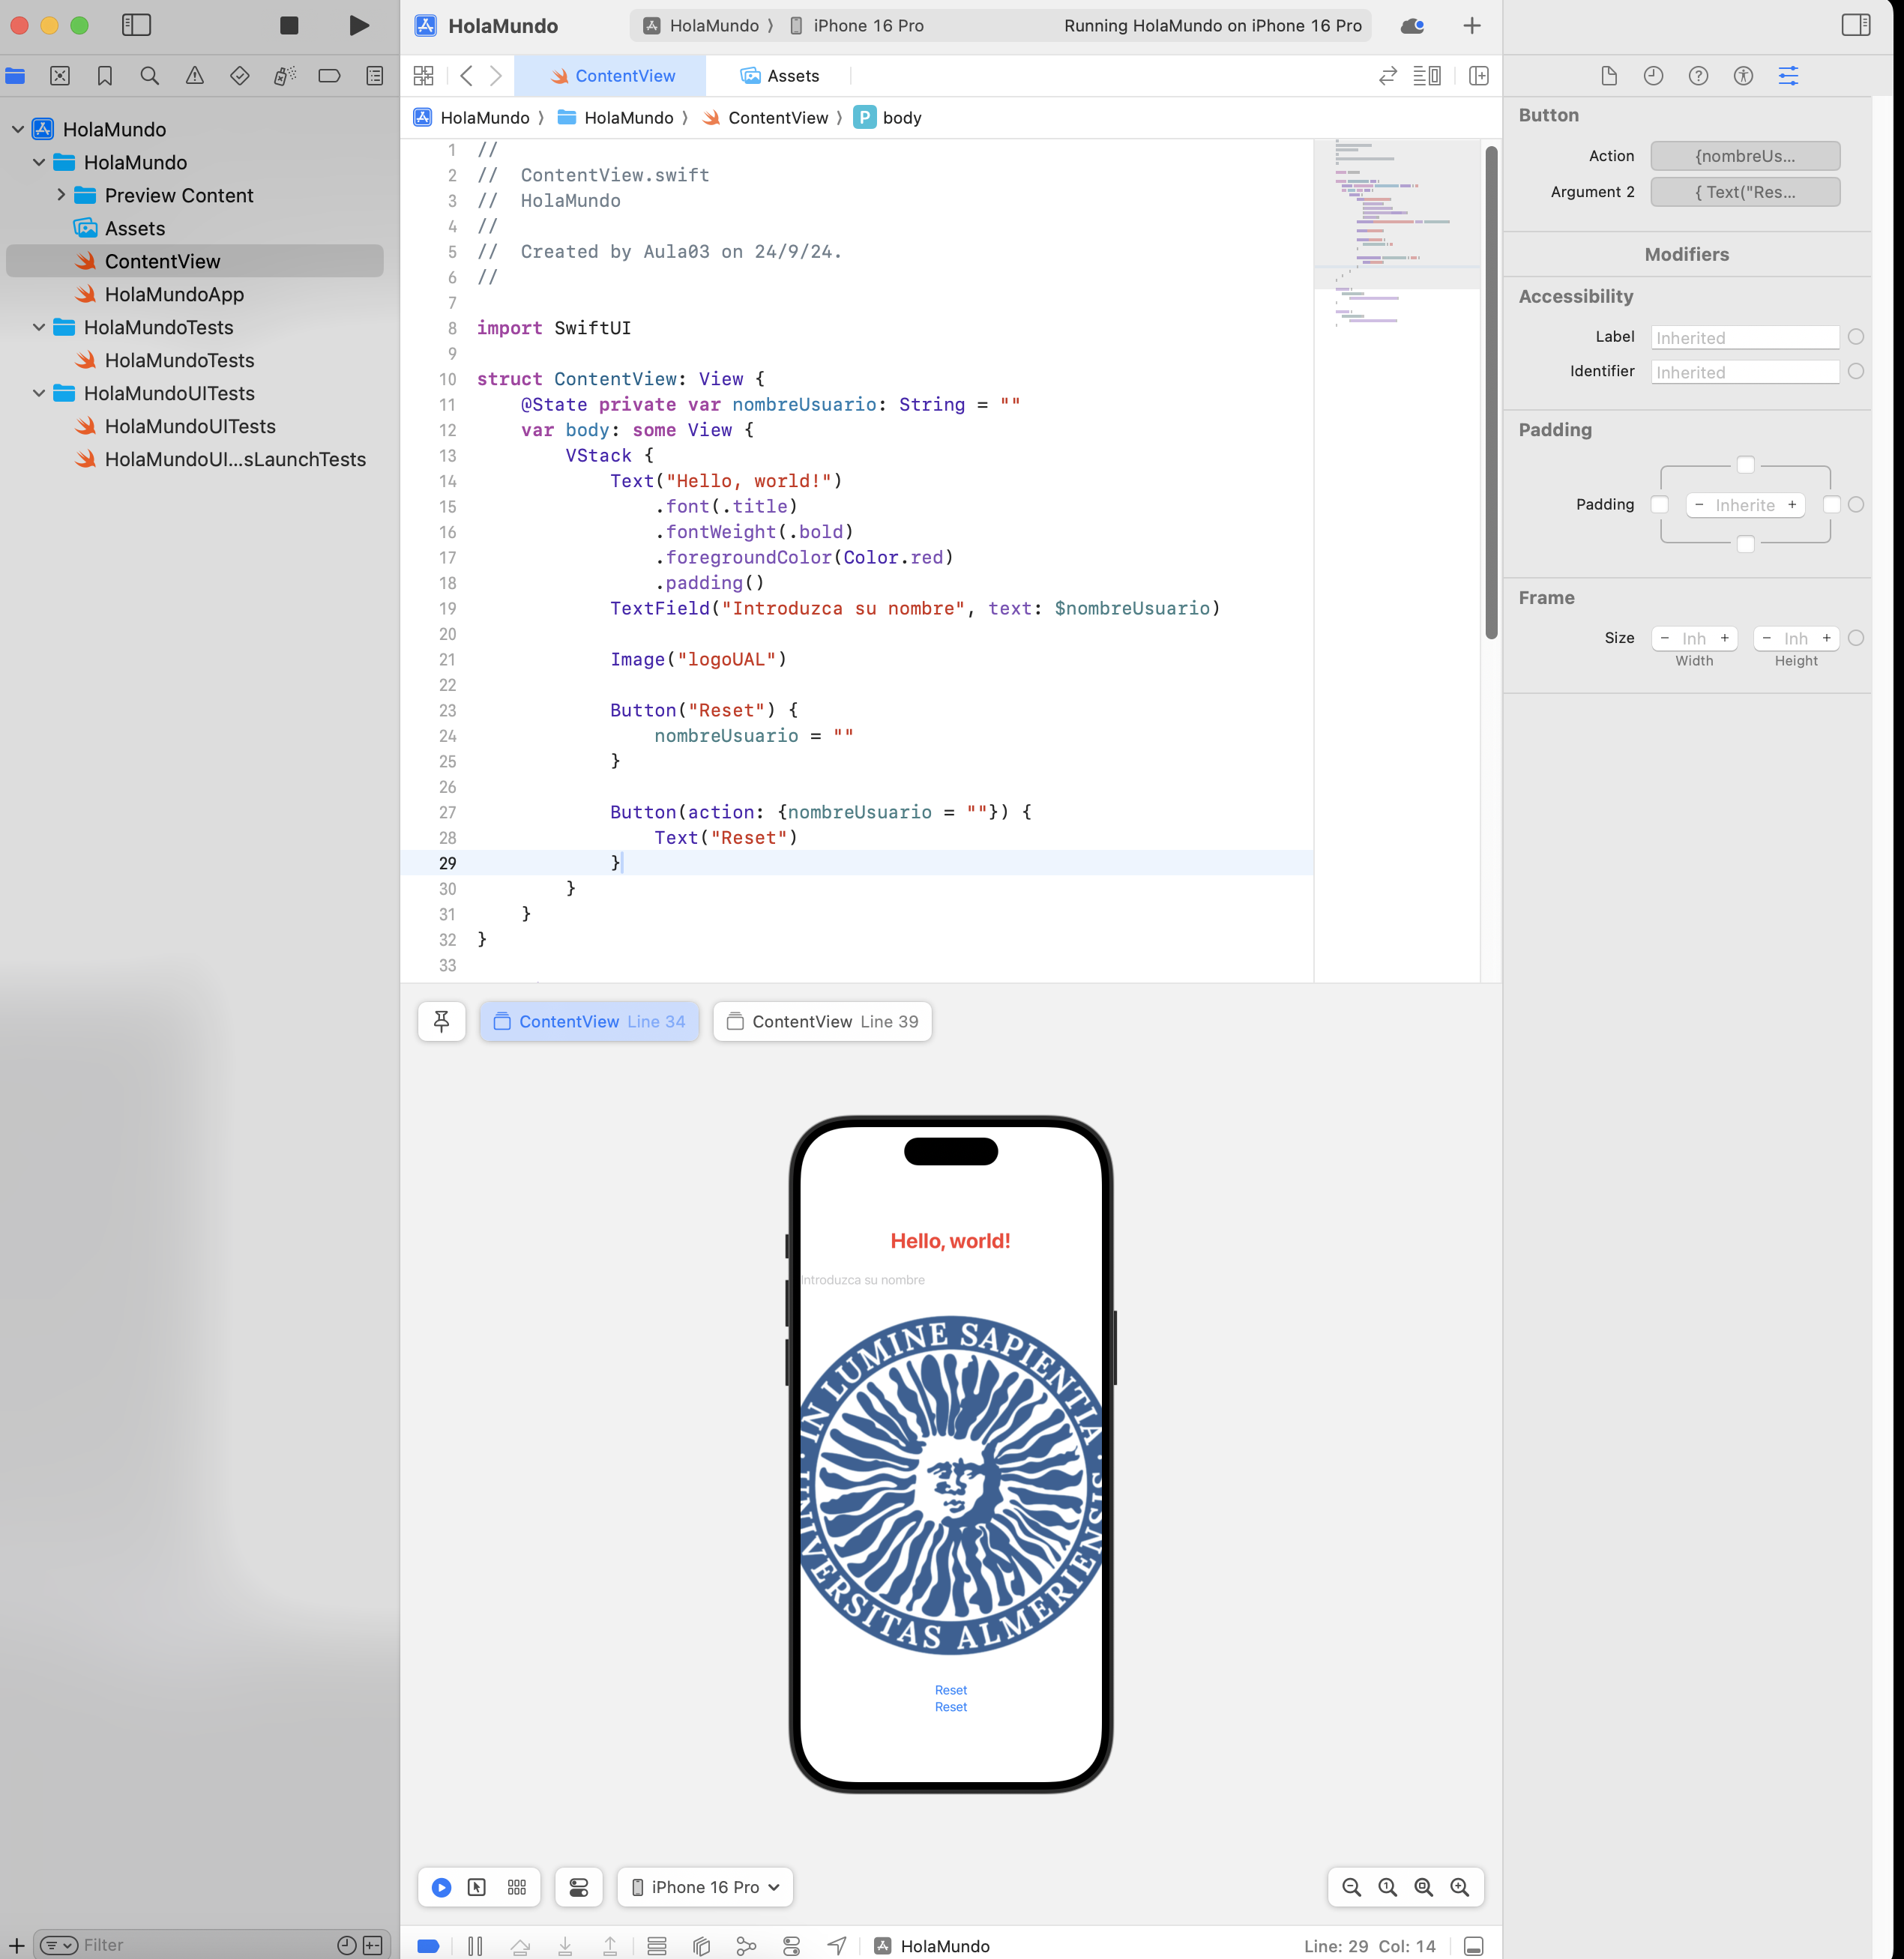 HolaMundo
HolaMundo
iPhone 16 Pro
Running HolaMundo on iPhone 16 Pro
ContentView
Assets
HolaMundo
HolaMundo
ContentView
P
body
HolaMundo
HolaMundo
Preview Content
Assets
ContentView
HolaMundoApp
HolaMundoTests
HolaMundoTests
HolaMundoUITests
HolaMundoUITests
HolaMundoUI...sLaunchTests
Filter
1 //
2 //  ContentView.swift
3 //  HolaMundo
4 //
5 //  Created by Aula03 on 24/9/24.
6 //
7
8 import SwiftUI
9
10 struct ContentView: View {
11     @State private var nombreUsuario: String = ""
12     var body: some View {
13         VStack {
14             Text("Hello, world!")
15                 .font(.title)
16                 .fontWeight(.bold)
17                 .foregroundColor(Color.red)
18                 .padding()
19             TextField("Introduzca su nombre", text: $nombreUsuario)
20
21             Image("logoUAL")
22
23             Button("Reset") {
24                 nombreUsuario = ""
25             }
26
27             Button(action: {nombreUsuario = ""}) {
28                 Text("Reset")
29             }
30         }
31     }
32 }
33
ContentView Line 34
ContentView Line 39
Hello, world!
Introduzca su nombre
IN LUMINE SAPIENTIA
VERSITAS ALMERIEN
Reset
Reset
iPhone 16 Pro
HolaMundo
Line: 29 Col: 14
Button
Action
{nombreUs...
Argument 2
{ Text("Res...
Modifiers
Accessibility
Label
Inherited
Identifier
Inherited
Padding
Padding
− Inherite +
Frame
Size
− Inh +
− Inh +
Width
Height